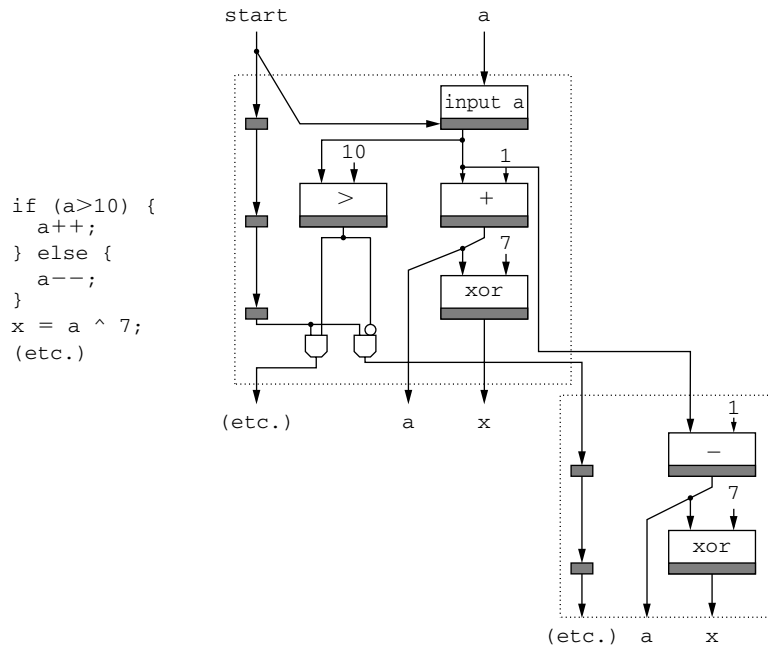 start
a
input a
10
1
>
+
7
xor
if (a>10) {
a++;
} else {
a--;
}
x = a ^ 7;
(etc.)
(etc.)
a
x
1
-
7
xor
(etc.)
a
x